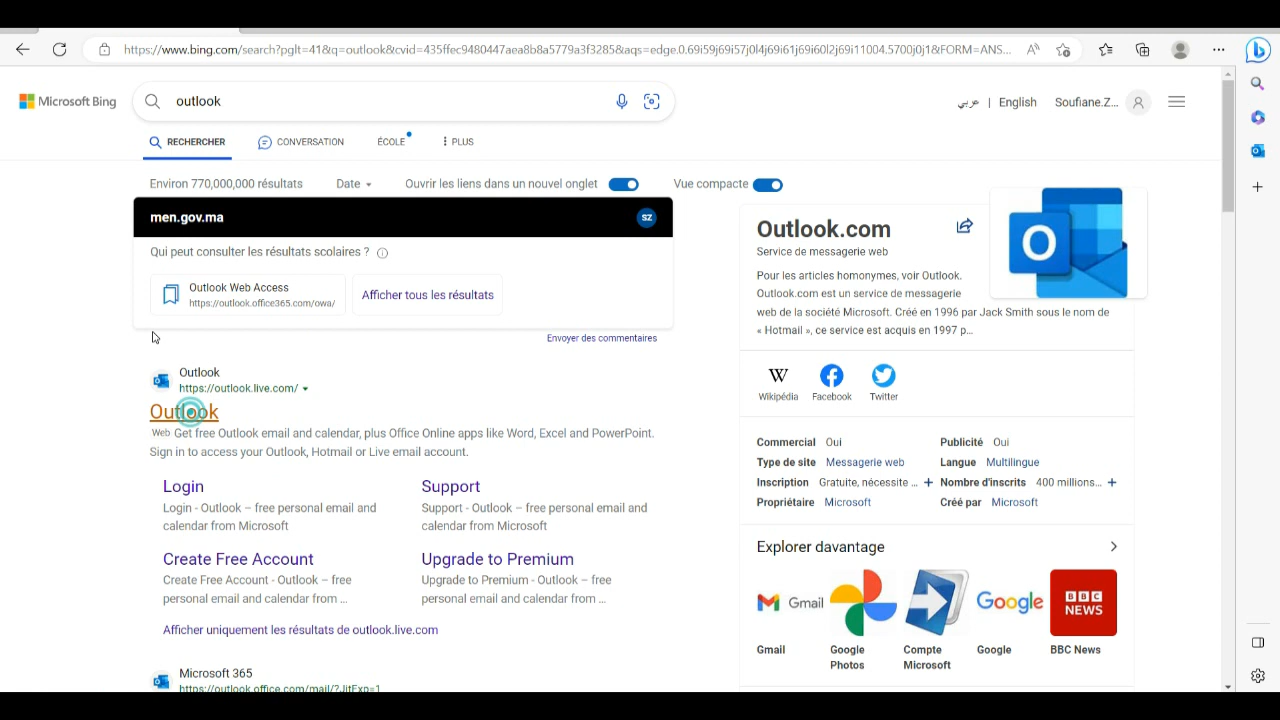 https://www.bing.com/search?pglt=41&q=outlook&cvid=435ffec9480447aea8b8a9779a3f3285&aqs=edge.0.69i59j69i57j0l4j69i61j69i60l2j69i11004.5700j0j1&FORM=ANS...
Microsoft Bing
outlook
عربي | English Soufiane.Z...
RECHERCHER CONVERSATION ÉCOLE PLUS
Environ 770,000,000 résultats Date Ouvrir les liens dans un nouvel onglet Vue compacte
men.gov.ma SZ
Qui peut consulter les résultats scolaires ?
Outlook Web Access
https://outlook.office365.com/owa/
Afficher tous les résultats
Envoyer des commentaires
Outlook
https://outlook.live.com/
Outlook
Web Get free Outlook email and calendar, plus Office Online apps like Word, Excel and PowerPoint.
Sign in to access your Outlook, Hotmail or Live email account.
Login
Login - Outlook – free personal email and
calendar from Microsoft
Support
Support - Outlook – free personal email and
calendar from Microsoft
Create Free Account
Create Free Account - Outlook – free
personal email and calendar from ...
Upgrade to Premium
Upgrade to Premium - Outlook – free
personal email and calendar from ...
Afficher uniquement les résultats de outlook.live.com
Microsoft 365
https://outlook.office.com/mail/?JitExp=1
Outlook.com
Service de messagerie web
Pour les articles homonymes, voir Outlook.
Outlook.com est un service de messagerie
web de la société Microsoft. Créé en 1996 par Jack Smith sous le nom de
« Hotmail », ce service est acquis en 1997 p...
Wikipédia Facebook Twitter
Commercial Oui Publicité Oui
Type de site Messagerie web Langue Multilingue
Inscription Gratuite, nécessite ... + Nombre d'inscrits 400 millions... +
Propriétaire Microsoft Créé par Microsoft
Explorer davantage
Gmail
Google
BBC NEWS
Gmail
Google
Photos
Compte
Microsoft
Google
BBC News